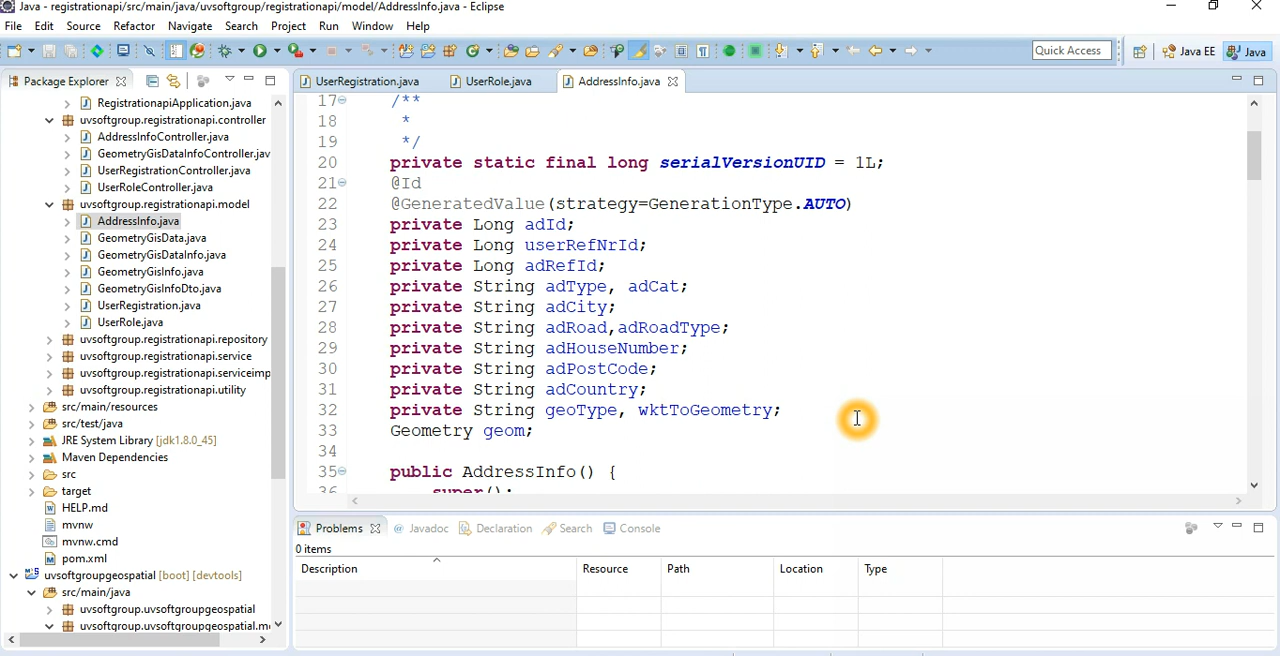 Java - registrationapi/src/main/java/uvsoftgroup/registrationapi/model/AddressInfo.java - Eclipse
File Edit Source Refactor Navigate Search Project Run Window Help
Quick Access Java EE Java
Package Explorer
UserRegistration.java UserRole.java AddressInfo.java
RegistrationapiApplication.java
uvsoftgroup.registrationapi.controller
AddressInfoController.java
GeometryGisDataInfoController.jav
UserRegistrationController.java
UserRoleController.java
uvsoftgroup.registrationapi.model
AddressInfo.java
GeometryGisData.java
GeometryGisDataInfo.java
GeometryGisInfo.java
GeometryGisInfoDto.java
UserRegistration.java
UserRole.java
uvsoftgroup.registrationapi.repository
uvsoftgroup.registrationapi.service
uvsoftgroup.registrationapi.serviceimp
uvsoftgroup.registrationapi.utility
src/main/resources
src/test/java
JRE System Library [jdk1.8.0_45]
Maven Dependencies
src
target
HELP.md
mvnw
mvnw.cmd
pom.xml
uvsoftgroupgeospatial [boot] [devtools]
src/main/java
uvsoftgroup.uvsoftgroupgeospatial
uvsoftgroup.uvsoftgroupgeospatial.m
17 /**
18 *
19 */
20 private static final long serialVersionUID = 1L;
21 @Id
22 @GeneratedValue(strategy=GenerationType.AUTO)
23 private Long adId;
24 private Long userRefNrId;
25 private Long adRefId;
26 private String adType, adCat;
27 private String adCity;
28 private String adRoad,adRoadType;
29 private String adHouseNumber;
30 private String adPostCode;
31 private String adCountry;
32 private String geoType, wktToGeometry;
33 Geometry geom;
34
35 public AddressInfo() {
36 super();
Problems Javadoc Declaration Search Console
0 items
Description Resource Path Location Type